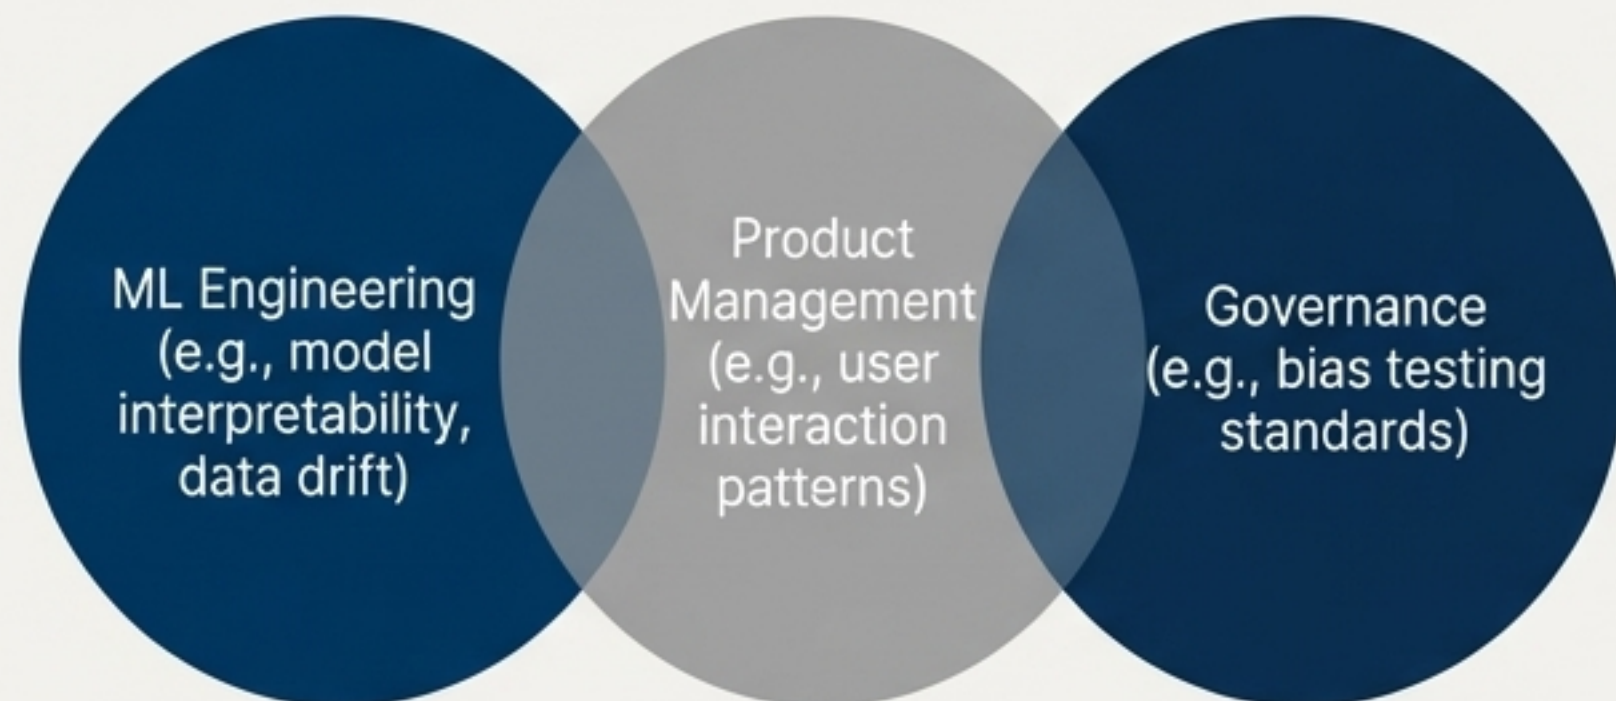 ML Engineering
(e.g., model
interpretability,
data drift)
Product
Management
(e.g., user
interaction
patterns)
Governance
(e.g., bias testing
standards)